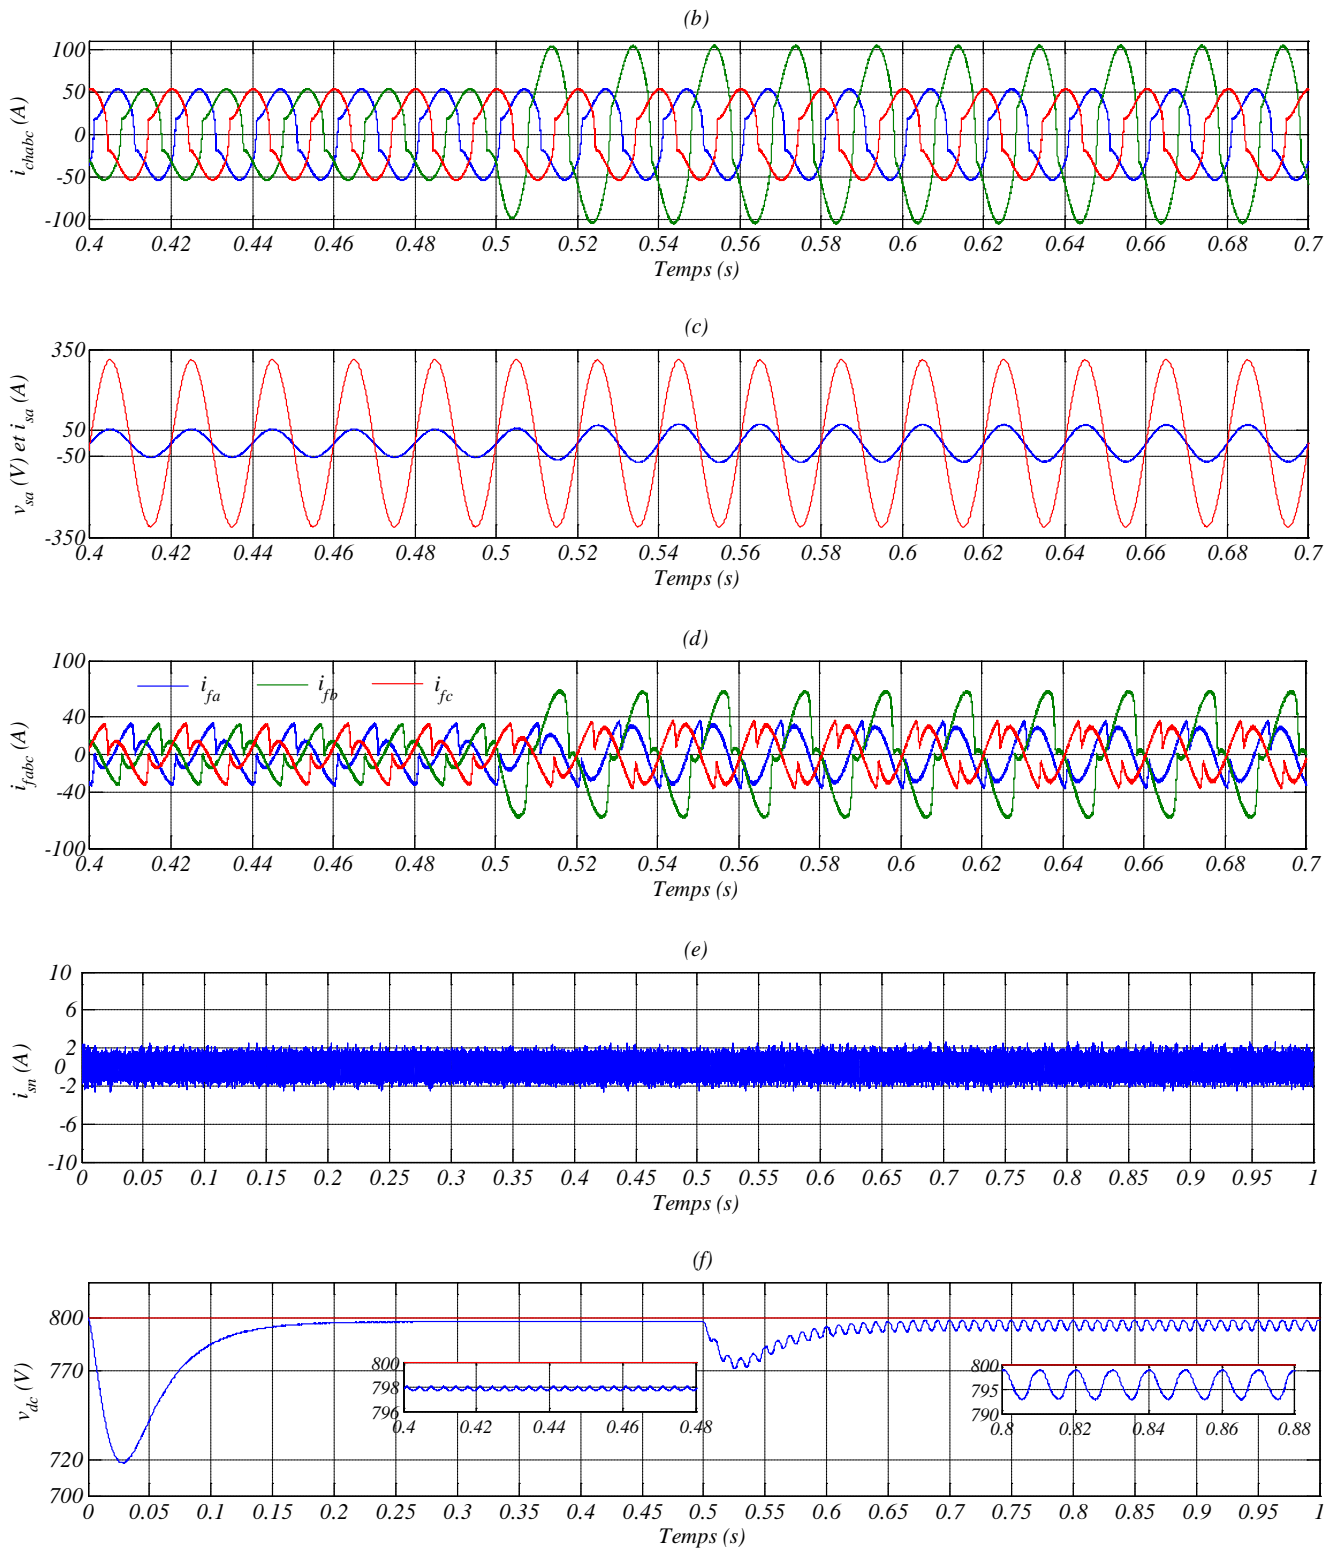 (b)
i_chabc (A)
100
50
0
-50
-100
0.4 0.42 0.44 0.46 0.48 0.5 0.52 0.54 0.56 0.58 0.6 0.62 0.64 0.66 0.68 0.7
Temps (s)
(c)
v_sa (V) et i_sa (A)
350
50
-50
-350
0.4 0.42 0.44 0.46 0.48 0.5 0.52 0.54 0.56 0.58 0.6 0.62 0.64 0.66 0.68 0.7
Temps (s)
(d)
i_fabc (A)
100
40
0
-40
-100
i_fa i_fb i_fc
0.4 0.42 0.44 0.46 0.48 0.5 0.52 0.54 0.56 0.58 0.6 0.62 0.64 0.66 0.68 0.7
Temps (s)
(e)
i_sn (A)
10
6
2
0
-2
-6
-10
0 0.05 0.1 0.15 0.2 0.25 0.3 0.35 0.4 0.45 0.5 0.55 0.6 0.65 0.7 0.75 0.8 0.85 0.9 0.95 1
Temps (s)
(f)
v_dc (V)
800
770
720
700
800
798
796
0.4 0.42 0.44 0.46 0.48
800
795
790
0.8 0.82 0.84 0.86 0.88
0 0.05 0.1 0.15 0.2 0.25 0.3 0.35 0.4 0.45 0.5 0.55 0.6 0.65 0.7 0.75 0.8 0.85 0.9 0.95 1
Temps (s)